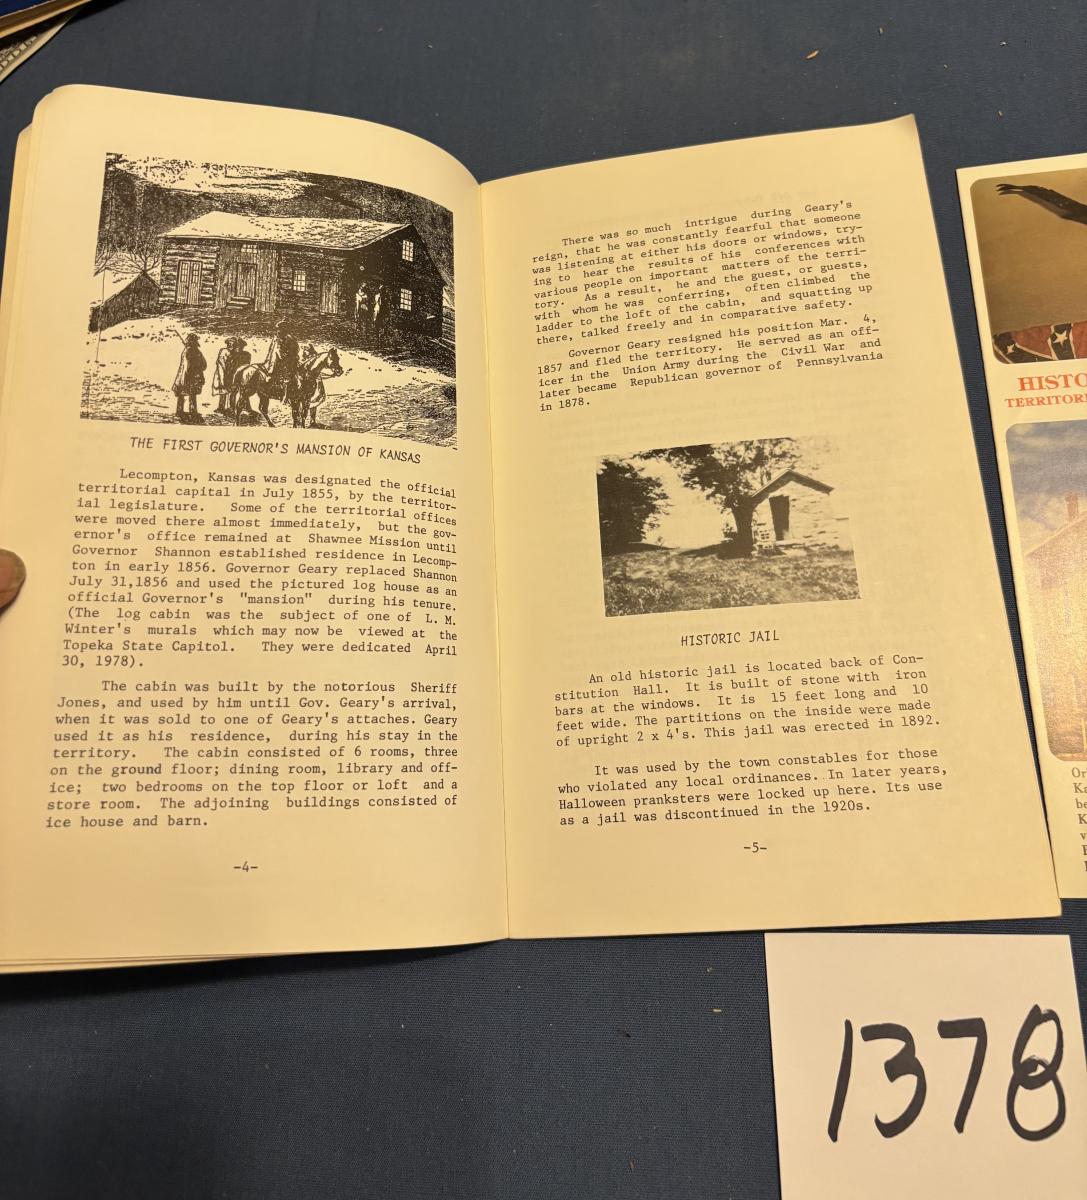 THE FIRST GOVERNOR'S MANSION OF KANSAS
Lecompton, Kansas was designated the official
territorial capital in July 1855, by the territor-
ial legislature. Some of the territorial offices
were moved there almost immediately, but the gov-
ernor's office remained at Shawnee Mission until
Governor Shannon established residence in Lecomp-
ton in early 1856. Governor Geary replaced Shannon
July 31,1856 and used the pictured log house as an
official Governor's "mansion" during his tenure.
(The log cabin was the subject of one of L. M.
Winter's murals which may now be viewed at the
Topeka State Capitol. They were dedicated April
30, 1978).
The cabin was built by the notorious Sheriff
Jones, and used by him until Gov. Geary's arrival,
when it was sold to one of Geary's attaches. Geary
used it as his residence, during his stay in the
territory. The cabin consisted of 6 rooms, three
on the ground floor; dining room, library and off-
ice; two bedrooms on the top floor or loft and a
store room. The adjoining buildings consisted of
ice house and barn.
-4-
There was so much intrigue during Geary's
reign, that he was constantly fearful that someone
was listening at either his doors or windows, try-
ing to hear the results of his conferences with
various people on important matters of the terri-
tory. As a result, he and the guest, or guests,
with whom he was conferring, often climbed the
ladder to the loft of the cabin, and squatting up
there, talked freely and in comparative safety.
Governor Geary resigned his position Mar. 4,
1857 and fled the territory. He served as an off-
icer in the Union Army during the Civil War and
later became Republican governor of Pennsylvania
in 1878.
HISTORIC JAIL
An old historic jail is located back of Con-
stitution Hall. It is built of stone with iron
bars at the windows. It is 15 feet long and 10
feet wide. The partitions on the inside were made
of upright 2 x 4's. This jail was erected in 1892.
It was used by the town constables for those
who violated any local ordinances. In later years,
Halloween pranksters were locked up here. Its use
as a jail was discontinued in the 1920s.
-5-
HISTO
TERRITOR
Or
Ka
be
K
v
1378